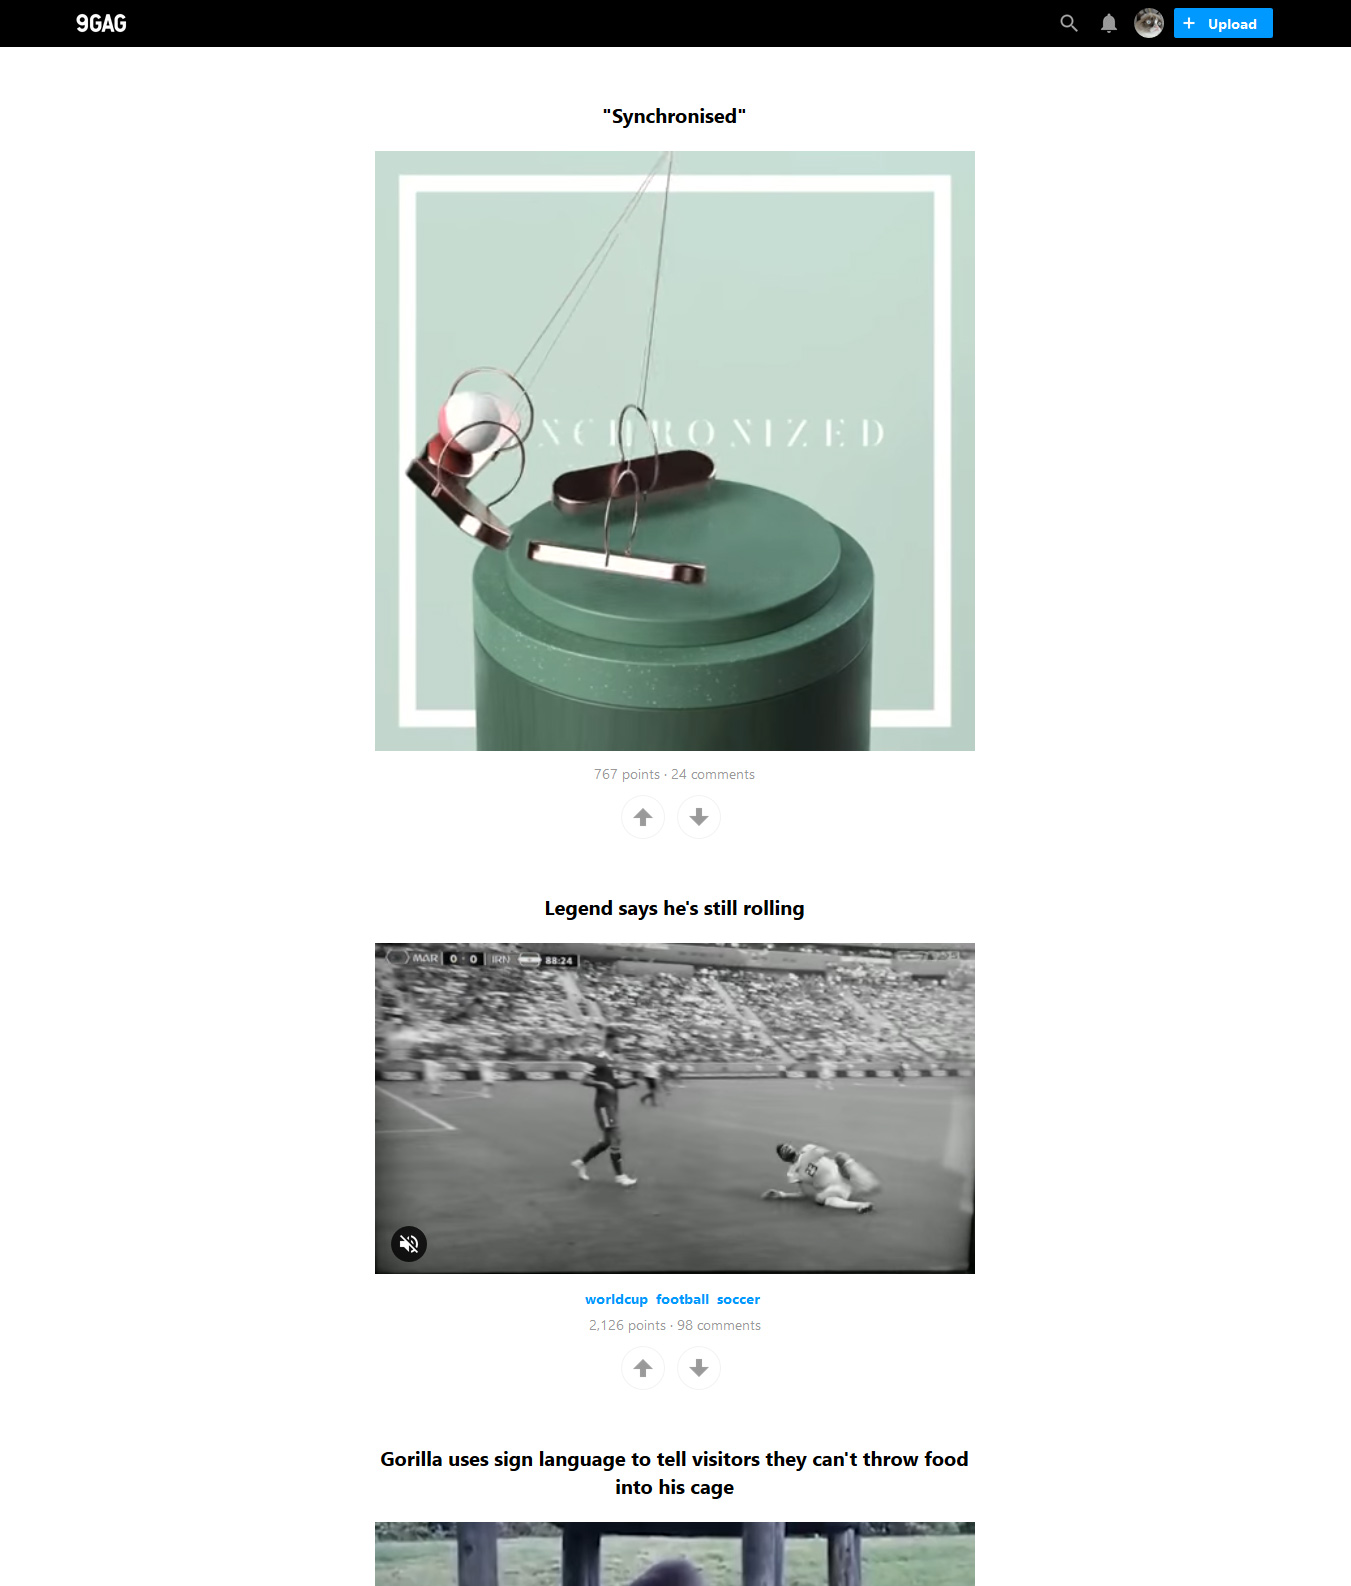 9GAG
+ Upload
"Synchronised"
NCHRONIZED
767 points · 24 comments
Legend says he's still rolling
MAR 0 - 0 IRN 88:24
23
worldcup football soccer
2,126 points · 98 comments
Gorilla uses sign language to tell visitors they can't throw food
into his cage